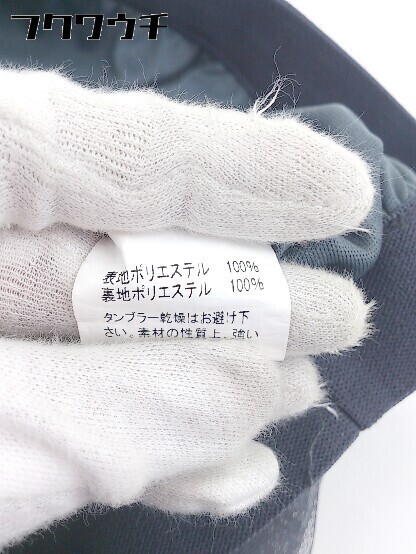 フクワウチ
表地ポリエステル 100%
裏地ポリエステル 100%
タンブラー乾燥はお避け下
さい。素材の性質上、強い